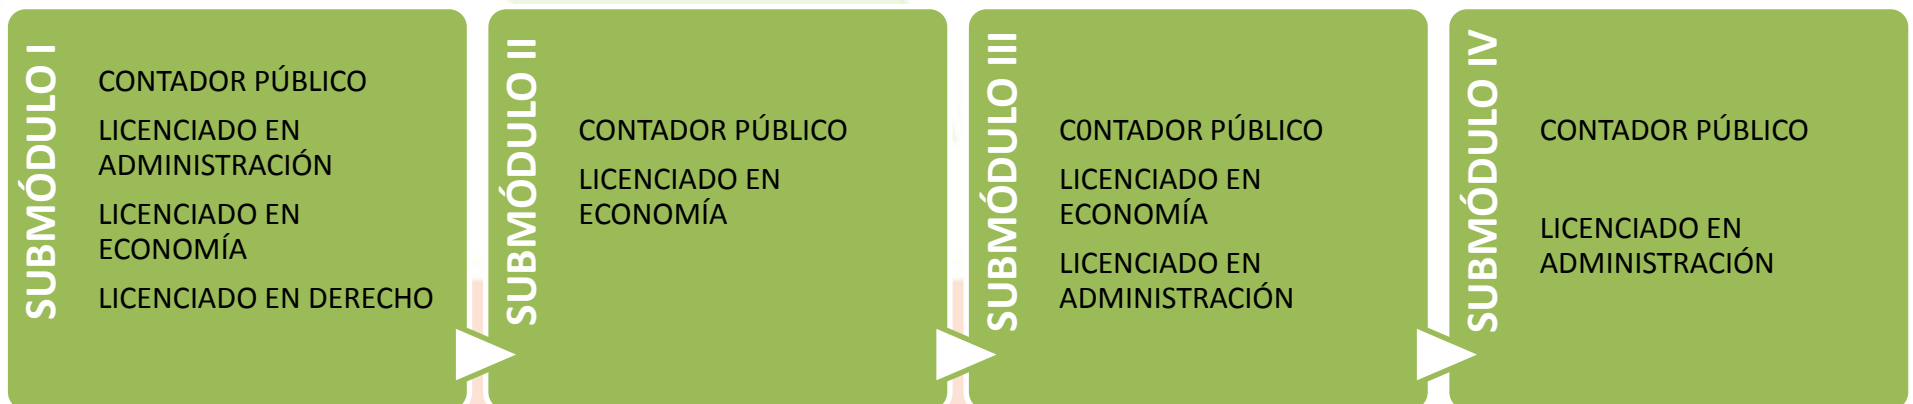 SUBMÓDULO I
CONTADOR PÚBLICO
LICENCIADO EN
ADMINISTRACIÓN
LICENCIADO EN
ECONOMÍA
LICENCIADO EN DERECHO
SUBMÓDULO II
CONTADOR PÚBLICO
LICENCIADO EN
ECONOMÍA
SUBMÓDULO III
C0NTADOR PÚBLICO
LICENCIADO EN
ECONOMÍA
LICENCIADO EN
ADMINISTRACIÓN
SUBMÓDULO IV
CONTADOR PÚBLICO
LICENCIADO EN
ADMINISTRACIÓN